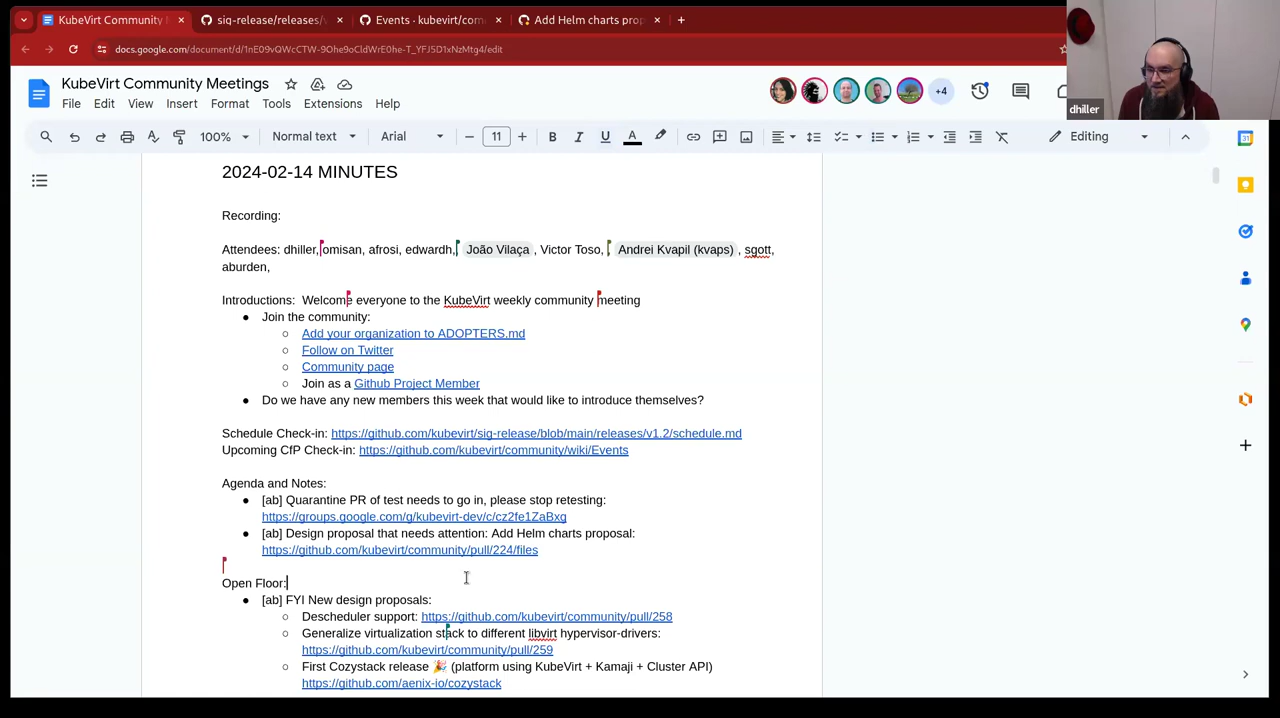 KubeVirt Community
sig-release/releases/v
Events · kubevirt/com
Add Helm charts prop
docs.google.com/document/d/1nE09vQWcCTW-9Ohe9oCldWrE0he-T_YFJ5D1xNzMtg4/edit
KubeVirt Community Meetings
+4
File Edit View Insert Format Tools Extensions Help
dhiller
100% Normal text Arial 11 B I U A Editing
2024-02-14 MINUTES
Recording:
Attendees: dhiller, omisan, afrosi, edwardh, João Vilaça, Victor Toso, Andrei Kvapil (kvaps), sgott,
aburden,
Introductions: Welcome everyone to the KubeVirt weekly community meeting
● Join the community:
○ Add your organization to ADOPTERS.md
○ Follow on Twitter
○ Community page
○ Join as a Github Project Member
● Do we have any new members this week that would like to introduce themselves?
Schedule Check-in: https://github.com/kubevirt/sig-release/blob/main/releases/v1.2/schedule.md
Upcoming CfP Check-in: https://github.com/kubevirt/community/wiki/Events
Agenda and Notes:
● [ab] Quarantine PR of test needs to go in, please stop retesting:
https://groups.google.com/g/kubevirt-dev/c/cz2fe1ZaBxg
● [ab] Design proposal that needs attention: Add Helm charts proposal:
https://github.com/kubevirt/community/pull/224/files
Open Floor:
● [ab] FYI New design proposals:
○ Descheduler support: https://github.com/kubevirt/community/pull/258
○ Generalize virtualization stack to different libvirt hypervisor-drivers:
https://github.com/kubevirt/community/pull/259
○ First Cozystack release 🎉 (platform using KubeVirt + Kamaji + Cluster API)
https://github.com/aenix-io/cozystack